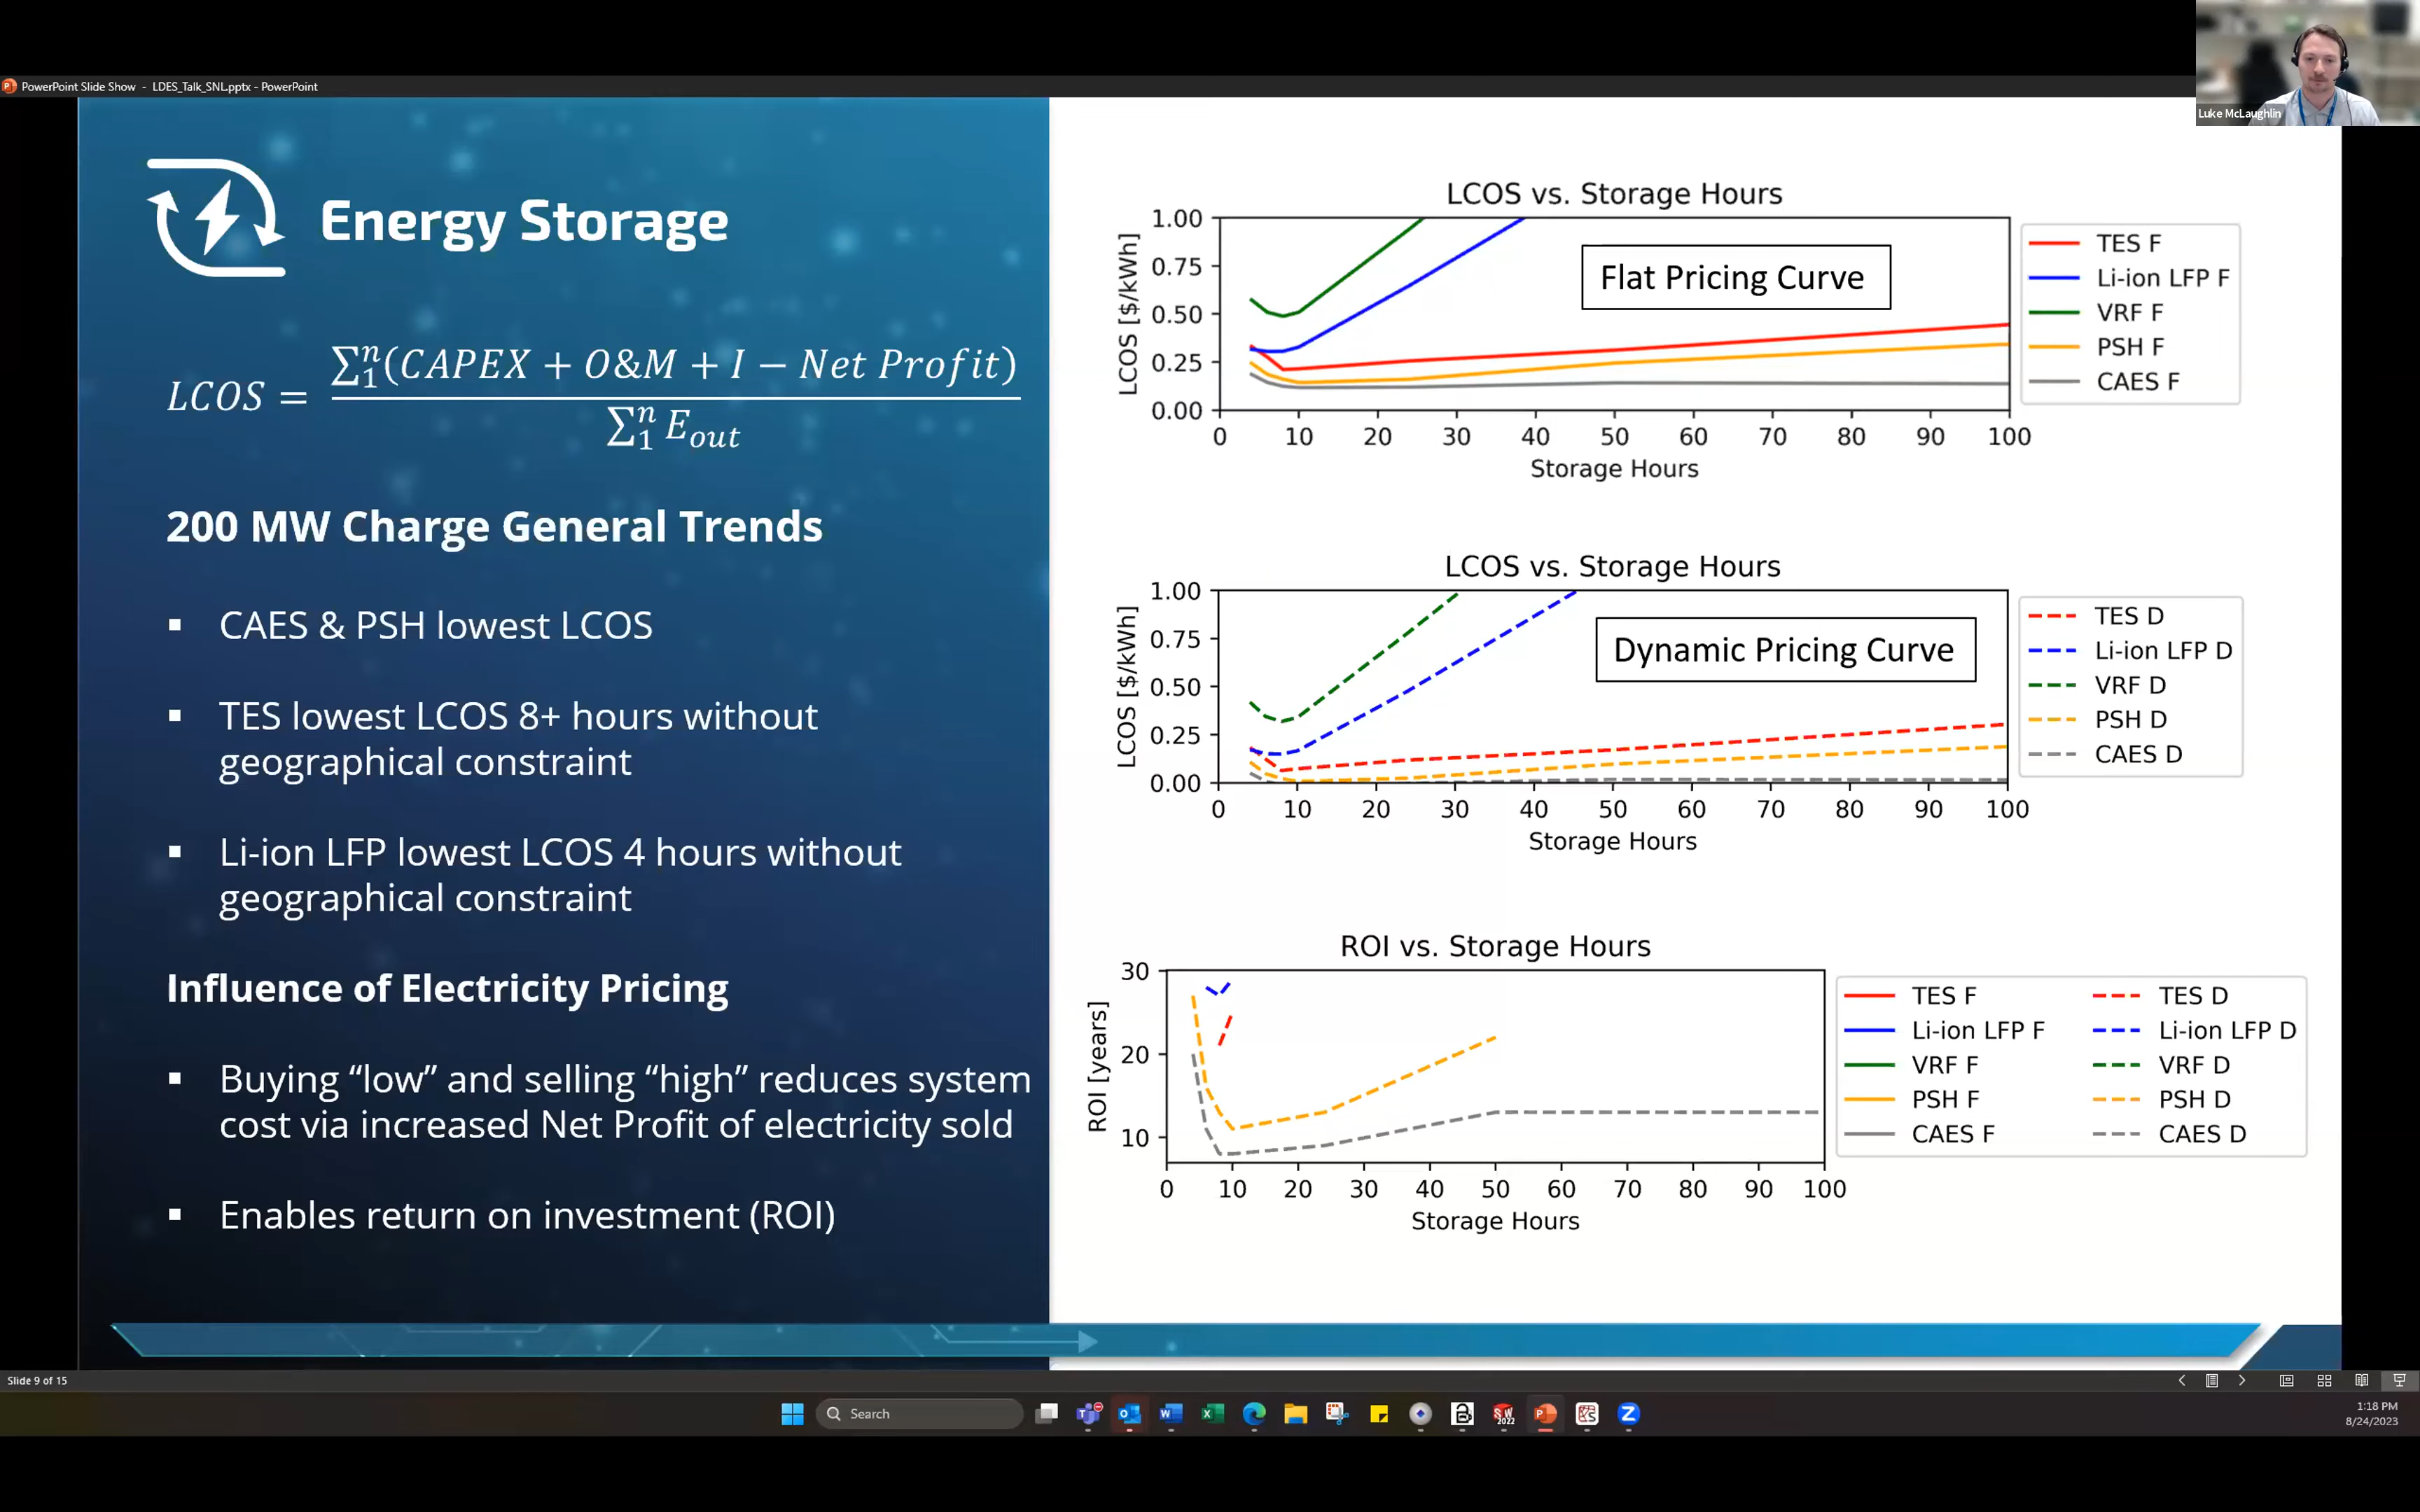 PowerPoint Slide Show - LDES_Talk_SNL.pptx - PowerPoint
Luke McLaughlin
Energy Storage
LCOS = ∑₁ⁿ(CAPEX + O&M + I − Net Profit) / ∑₁ⁿ E_out
200 MW Charge General Trends
▪ CAES & PSH lowest LCOS
▪ TES lowest LCOS 8+ hours without
geographical constraint
▪ Li-ion LFP lowest LCOS 4 hours without
geographical constraint
Influence of Electricity Pricing
▪ Buying “low” and selling “high” reduces system
cost via increased Net Profit of electricity sold
▪ Enables return on investment (ROI)
LCOS vs. Storage Hours
LCOS [$/kWh]
1.00
0.75
0.50
0.25
0.00
Flat Pricing Curve
0 10 20 30 40 50 60 70 80 90 100
Storage Hours
TES F
Li-ion LFP F
VRF F
PSH F
CAES F
LCOS vs. Storage Hours
LCOS [$/kWh]
1.00
0.75
0.50
0.25
0.00
Dynamic Pricing Curve
0 10 20 30 40 50 60 70 80 90 100
Storage Hours
TES D
Li-ion LFP D
VRF D
PSH D
CAES D
ROI vs. Storage Hours
ROI [years]
30
20
10
0 10 20 30 40 50 60 70 80 90 100
Storage Hours
TES F TES D
Li-ion LFP F Li-ion LFP D
VRF F VRF D
PSH F PSH D
CAES F CAES D
Slide 9 of 15
Search
SW
2022
1:18 PM
8/24/2023